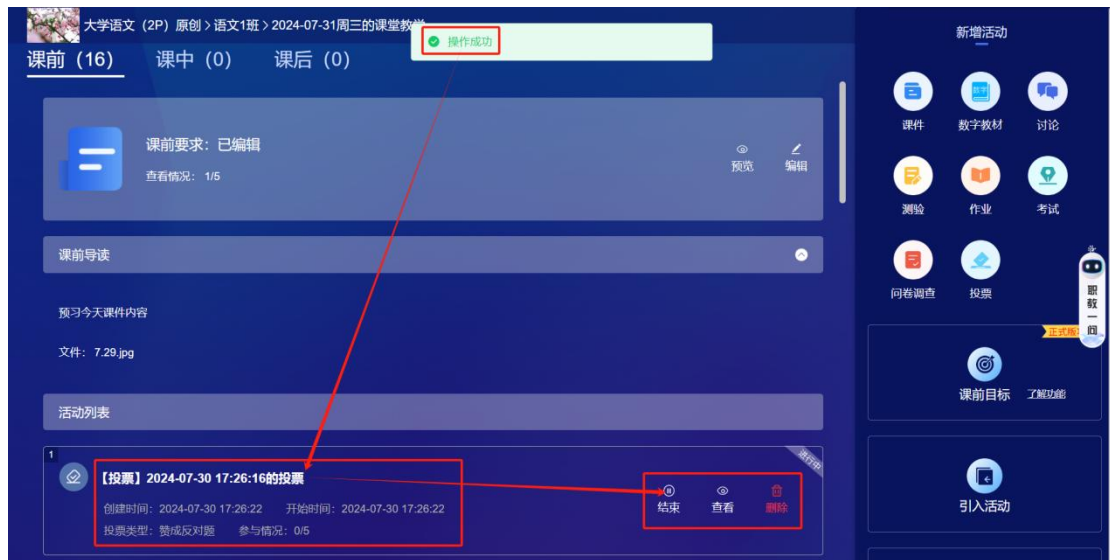 大学语文（2P）原创 > 语文1班 > 2024-07-31周三的课堂教学
操作成功
课前（16） 课中（0） 课后（0）
课前要求：已编辑
查看情况：1/5
预览 编辑
课前导读
预习今天课件内容
文件：7.29.jpg
活动列表
1
【投票】2024-07-30 17:26:16的投票
创建时间：2024-07-30 17:26:22 开始时间：2024-07-30 17:26:22
投票类型：赞成反对题 参与情况：0/5
进行中
结束 查看 删除
新增活动
课件 数字教材 讨论
数字
测验 作业 考试
问卷调查 投票
职教一问
正式版
课前目标 了解功能
引入活动